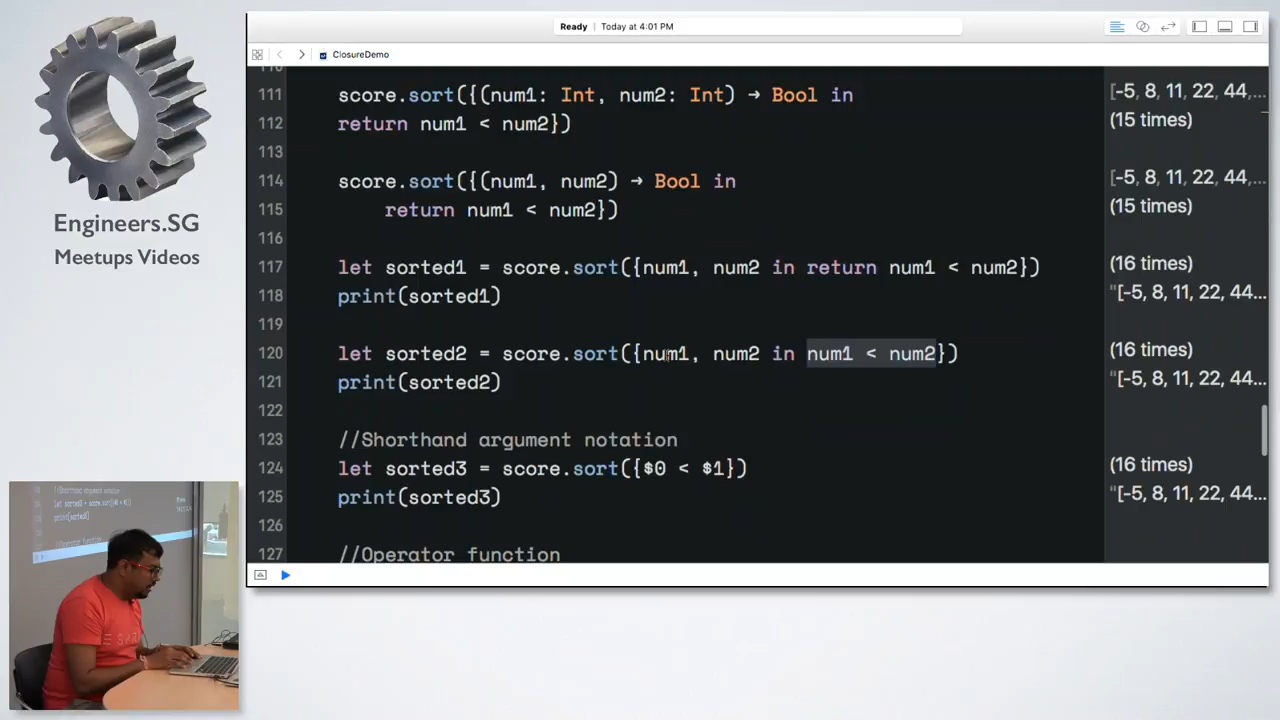 Ready | Today at 4:01 PM
ClosureDemo
Engineers.SG
Meetups Videos
110
111 score.sort({(num1: Int, num2: Int) → Bool in
112 return num1 < num2})
113
114 score.sort({(num1, num2) → Bool in
115 return num1 < num2})
116
117 let sorted1 = score.sort({num1, num2 in return num1 < num2})
118 print(sorted1)
119
120 let sorted2 = score.sort({num1, num2 in num1 < num2})
121 print(sorted2)
122
123 //Shorthand argument notation
124 let sorted3 = score.sort({$0 < $1})
125 print(sorted3)
126
127 //Operator function
[-5, 8, 11, 22, 44,...
(15 times)
[-5, 8, 11, 22, 44,...
(15 times)
(16 times)
"[-5, 8, 11, 22, 44...
(16 times)
"[-5, 8, 11, 22, 44...
(16 times)
"[-5, 8, 11, 22, 44...